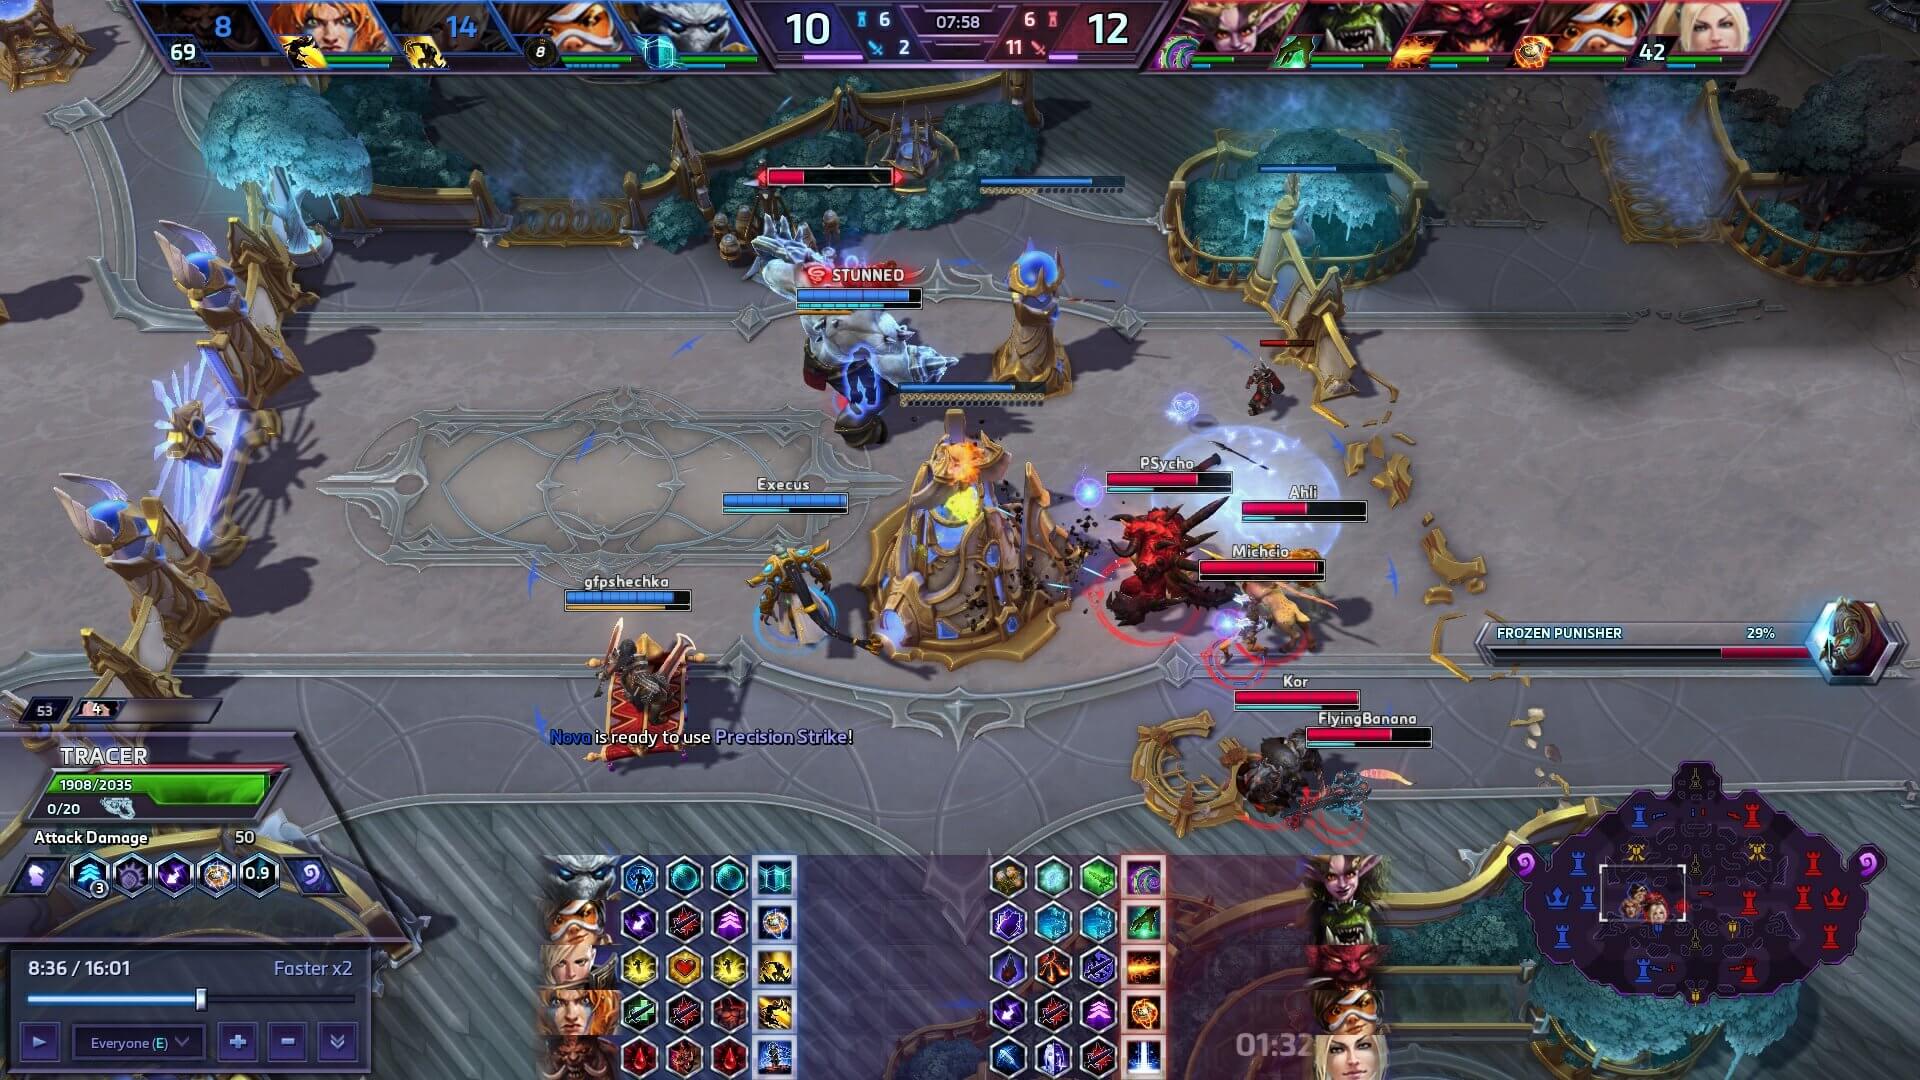 69
8
14
8
10
6
2
07:58
6
11
12
42
STUNNED
PSycho
Execus
Ahli
Michcio
gfpshechka
FROZEN PUNISHER 29%
Kor
FlyingBanana
Nova is ready to use Precision Strike!
53
4
TRACER
1908/2035
0/20
Attack Damage 50
3
0.9
8:36 / 16:01 Faster x2
Everyone (E)
01:32